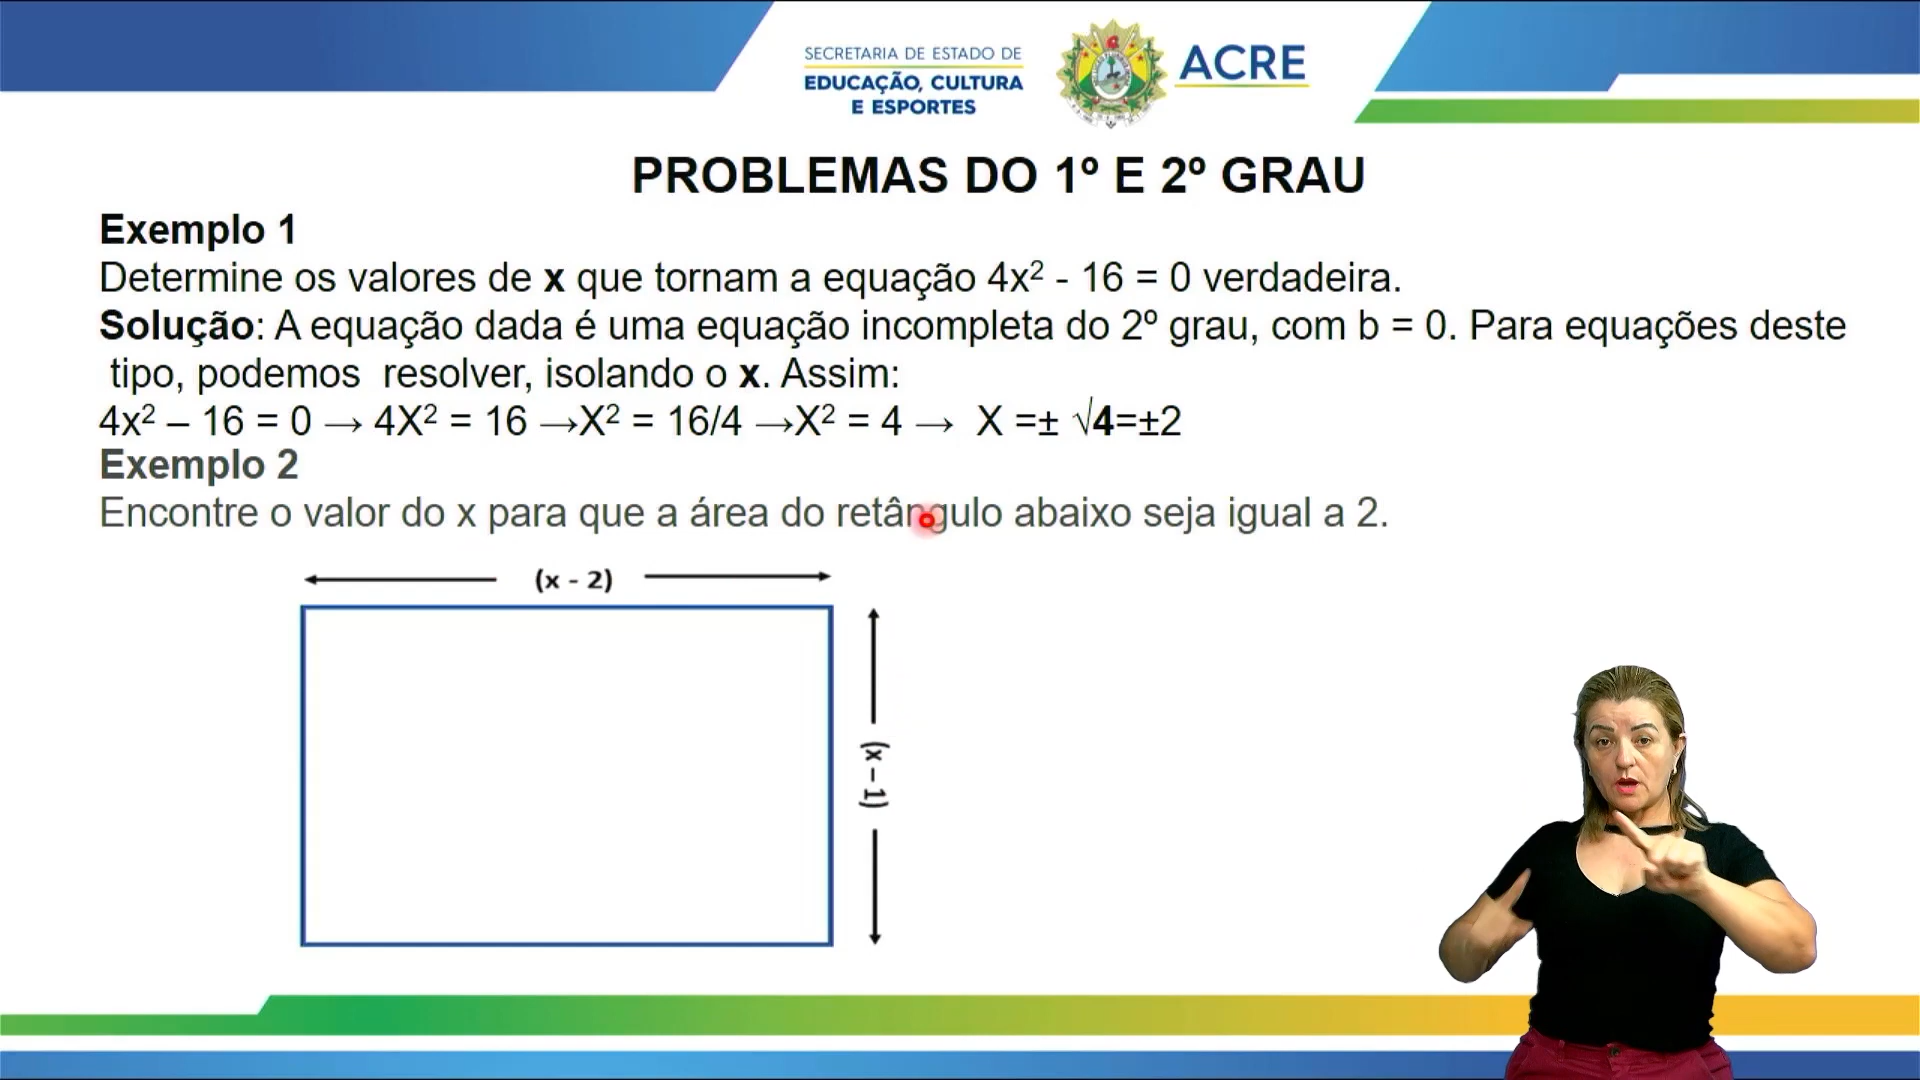 SECRETARIA DE ESTADO DE
EDUCAÇÃO, CULTURA
E ESPORTES
ACRE
PROBLEMAS DO 1º E 2º GRAU
Exemplo 1
Determine os valores de x que tornam a equação 4x² - 16 = 0 verdadeira.
Solução: A equação dada é uma equação incompleta do 2º grau, com b = 0. Para equações deste
tipo, podemos resolver, isolando o x. Assim:
4x² – 16 = 0 → 4X² = 16 →X² = 16/4 →X² = 4 → X =± √4=±2
Exemplo 2
Encontre o valor do x para que a área do retângulo abaixo seja igual a 2.
(x - 2)
(x – 1)